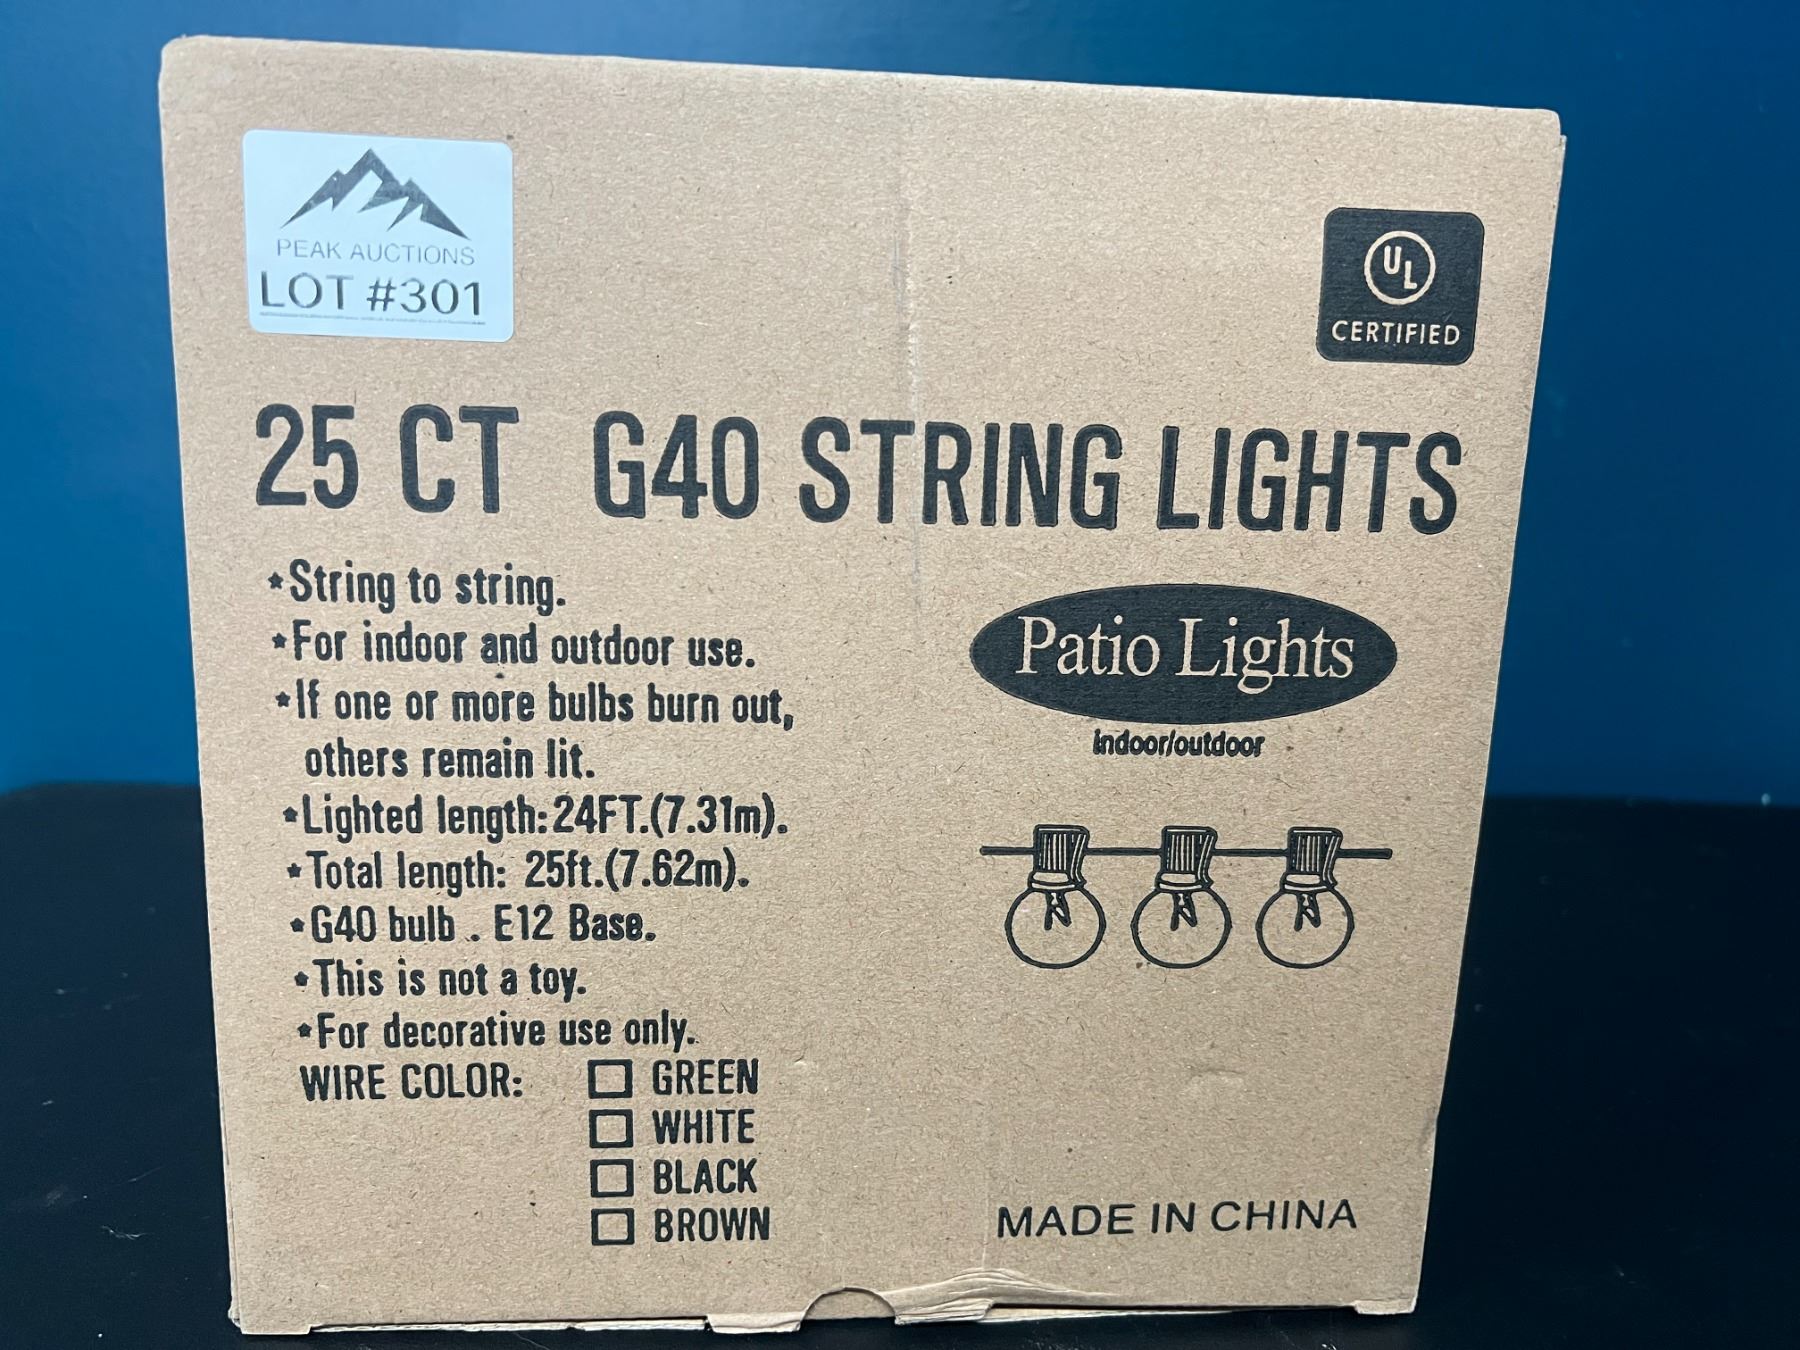 PEAK AUCTIONS
LOT #301
UL
CERTIFIED
25 CT G40 STRING LIGHTS
*String to string.
*For indoor and outdoor use.
*If one or more bulbs burn out,
others remain lit.
*Lighted length:24FT.(7.31m).
*Total length: 25ft.(7.62m).
*G40 bulb . E12 Base.
*This is not a toy.
*For decorative use only.
WIRE COLOR: GREEN
WHITE
BLACK
BROWN
Patio Lights
indoor/outdoor
MADE IN CHINA